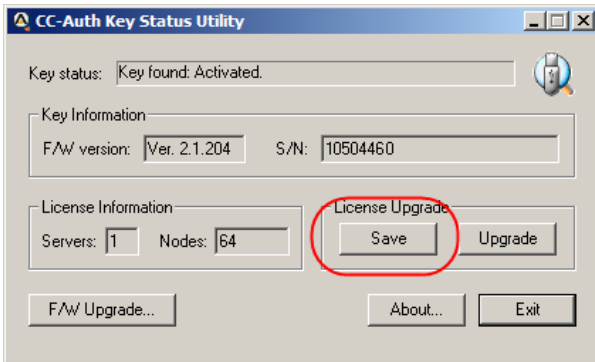 CC-Auth Key Status Utility
Key status: Key found: Activated.
Key Information
F/W version: Ver. 2.1.204 S/N: 10504460
License Information
Servers: 1 Nodes: 64
License Upgrade
Save Upgrade
F/W Upgrade... About... Exit